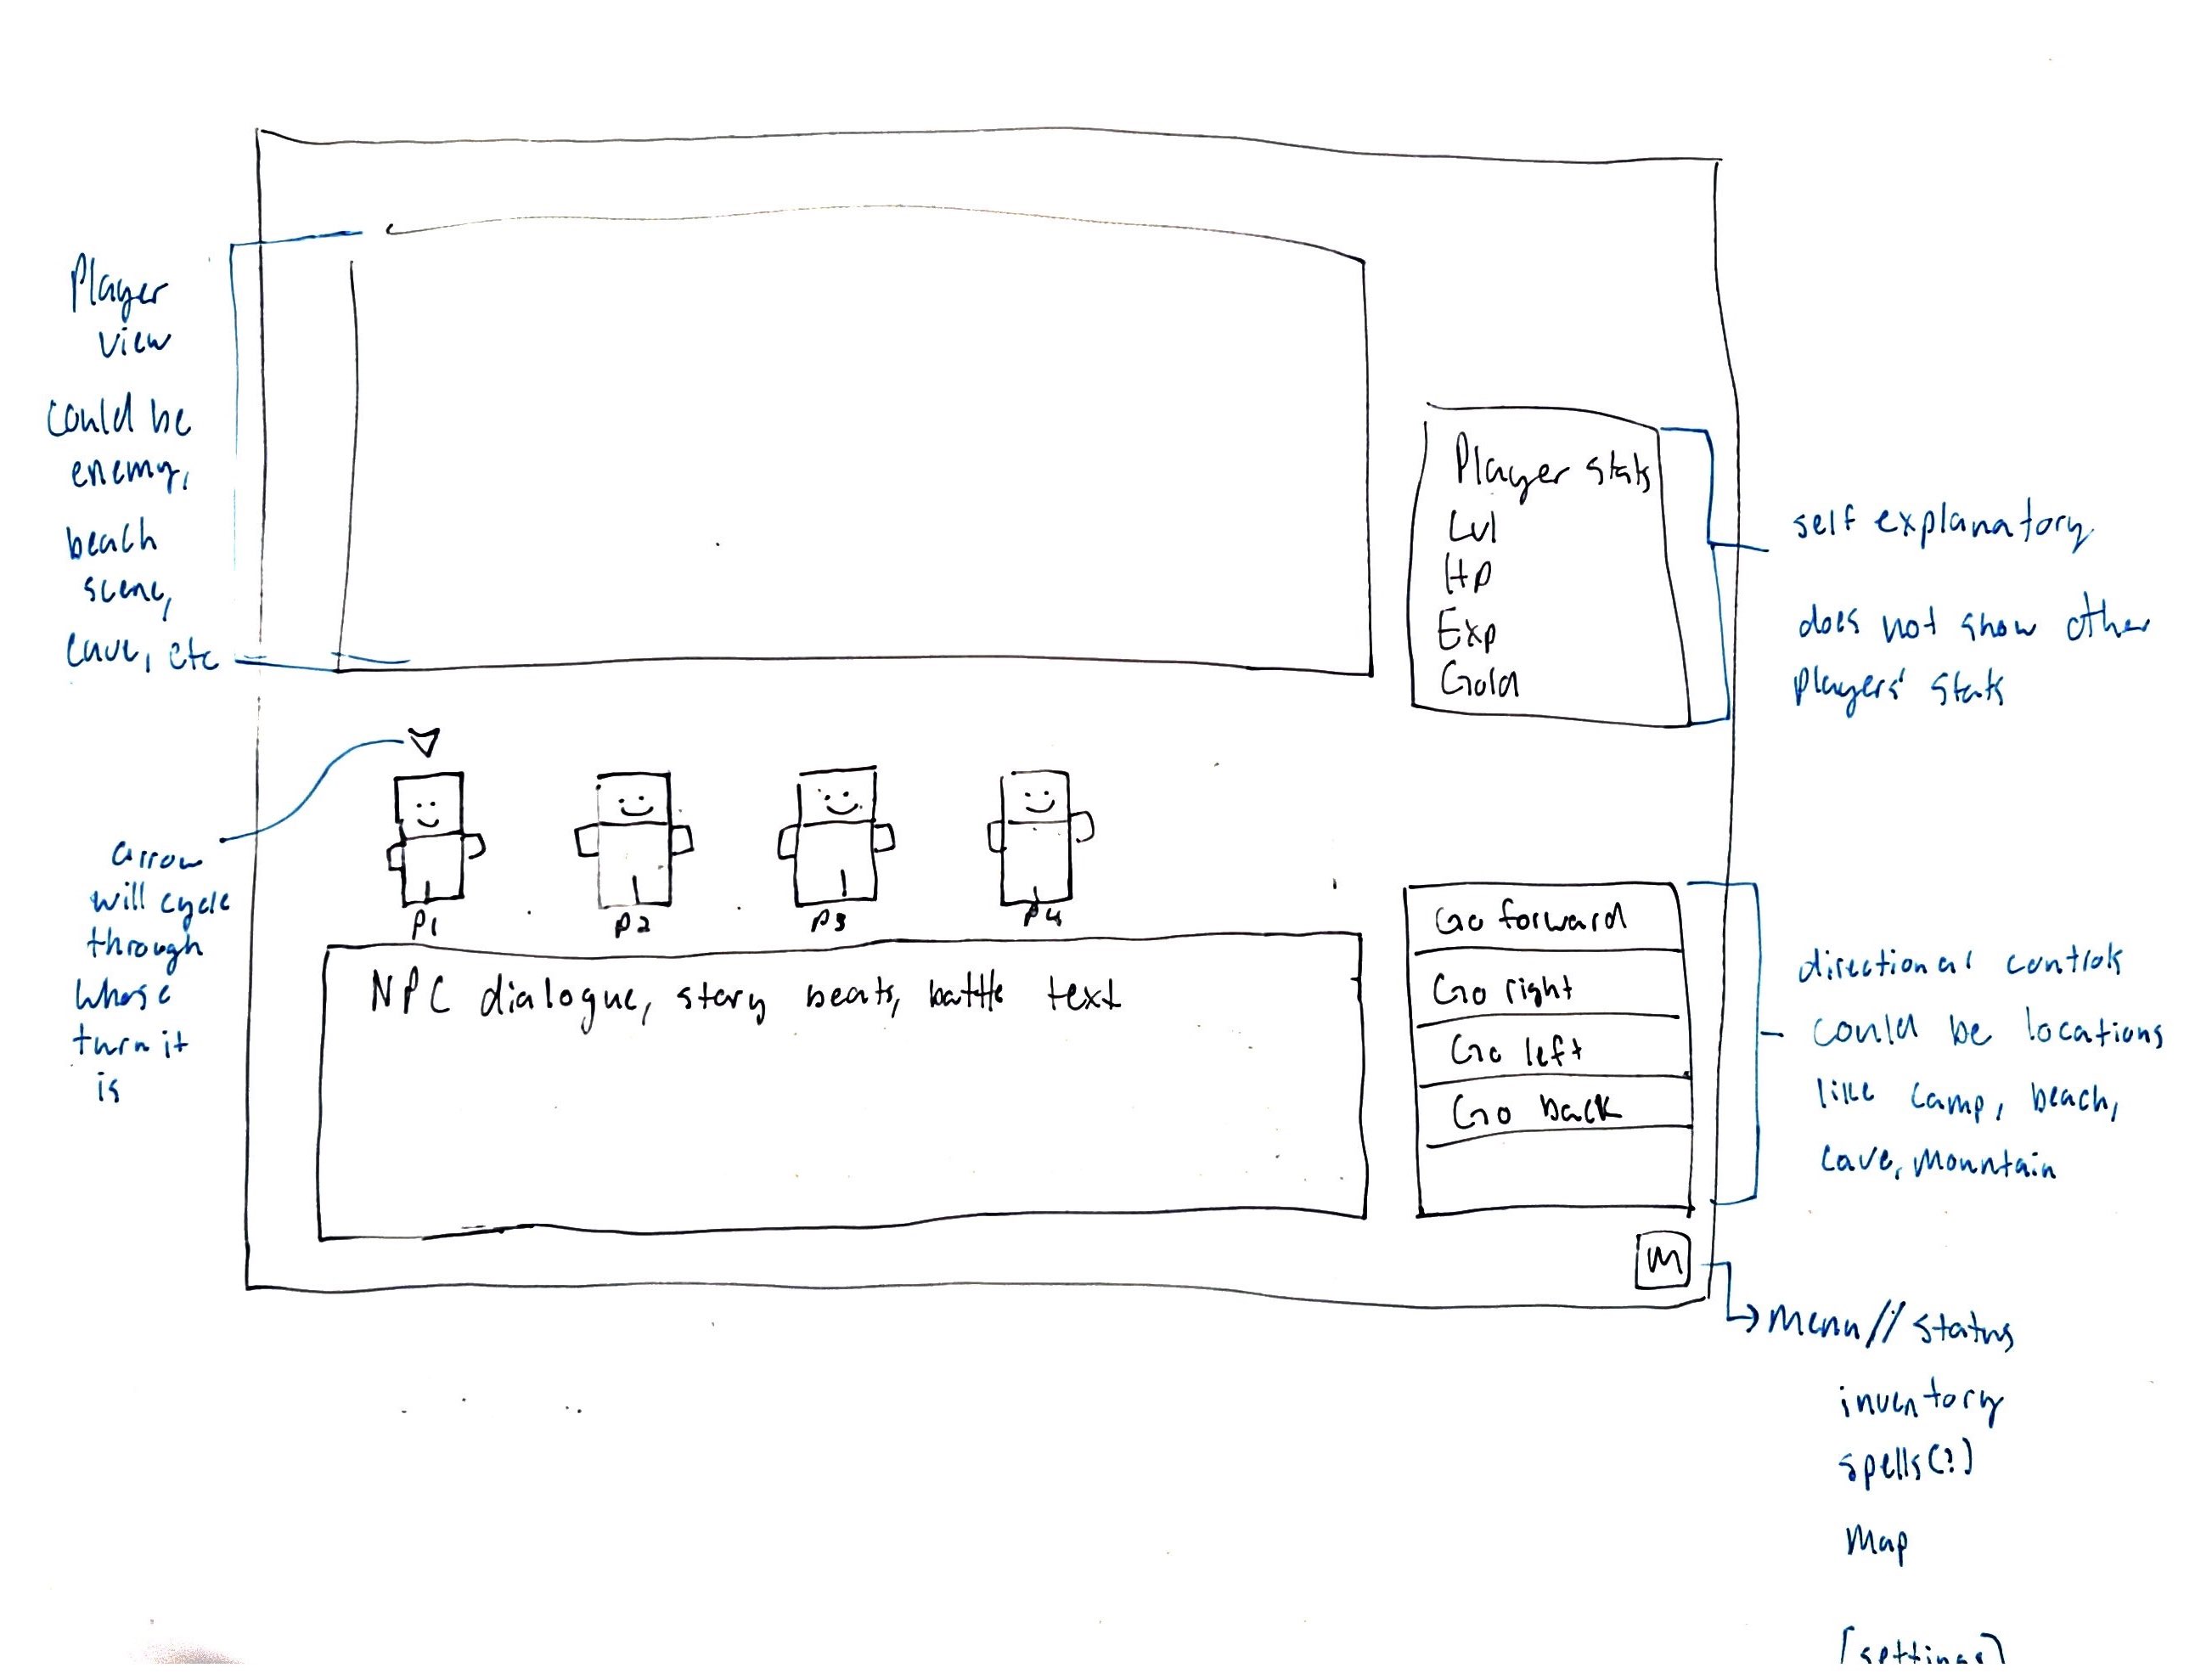 Player
view
could be
enemy,
beach
scene,
cave, etc
Player stats
Lvl
Hp
Exp
Gold
self explanatory
does not show other
players' stats
arrow
will cycle
through
whose
turn it
is
P1
P2
P3
P4
NPC dialogue, story beats, battle text
Go forward
Go right
Go left
Go back
directional controls
could be locations
like camp, beach,
cave, mountain
M
menu// status
inventory
spells(?)
Map
[settings]